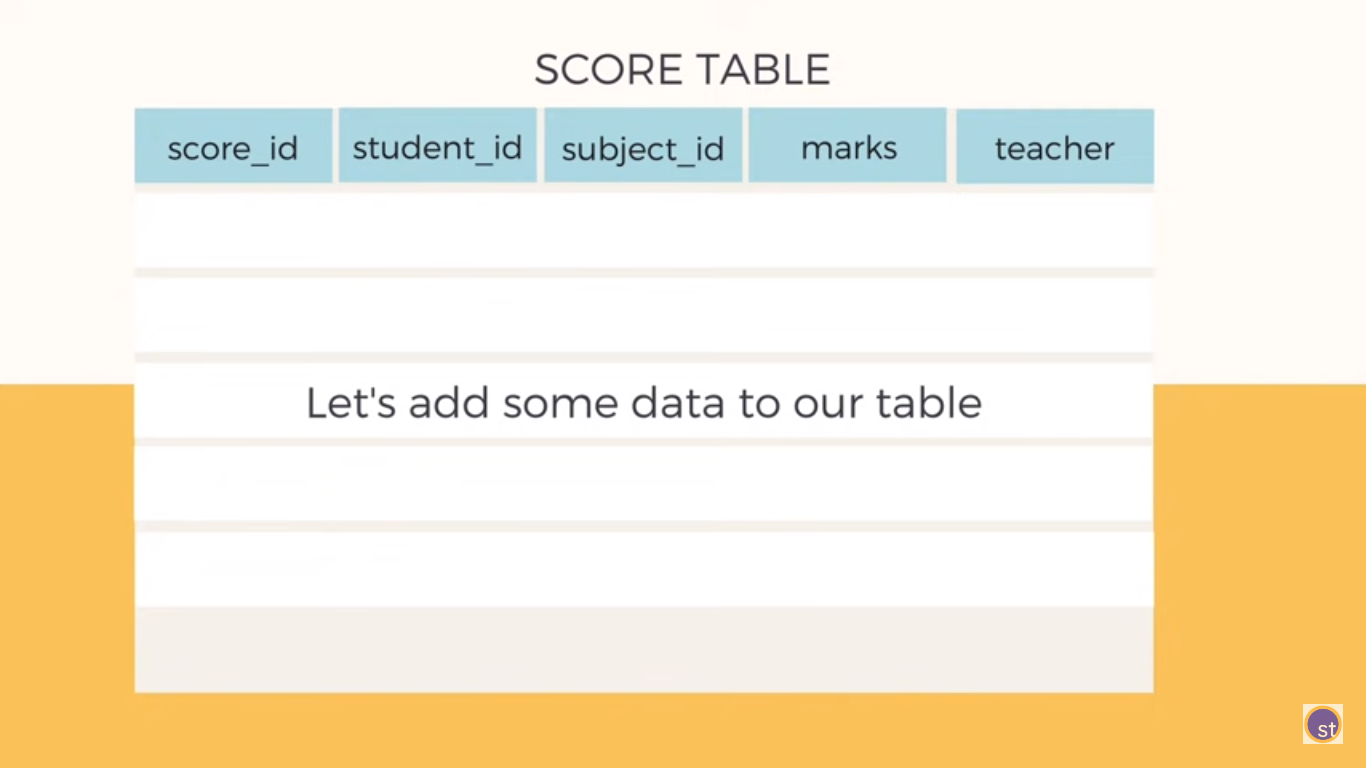 SCORE TABLE
score_id student_id subject_id marks teacher
Let's add some data to our table
st